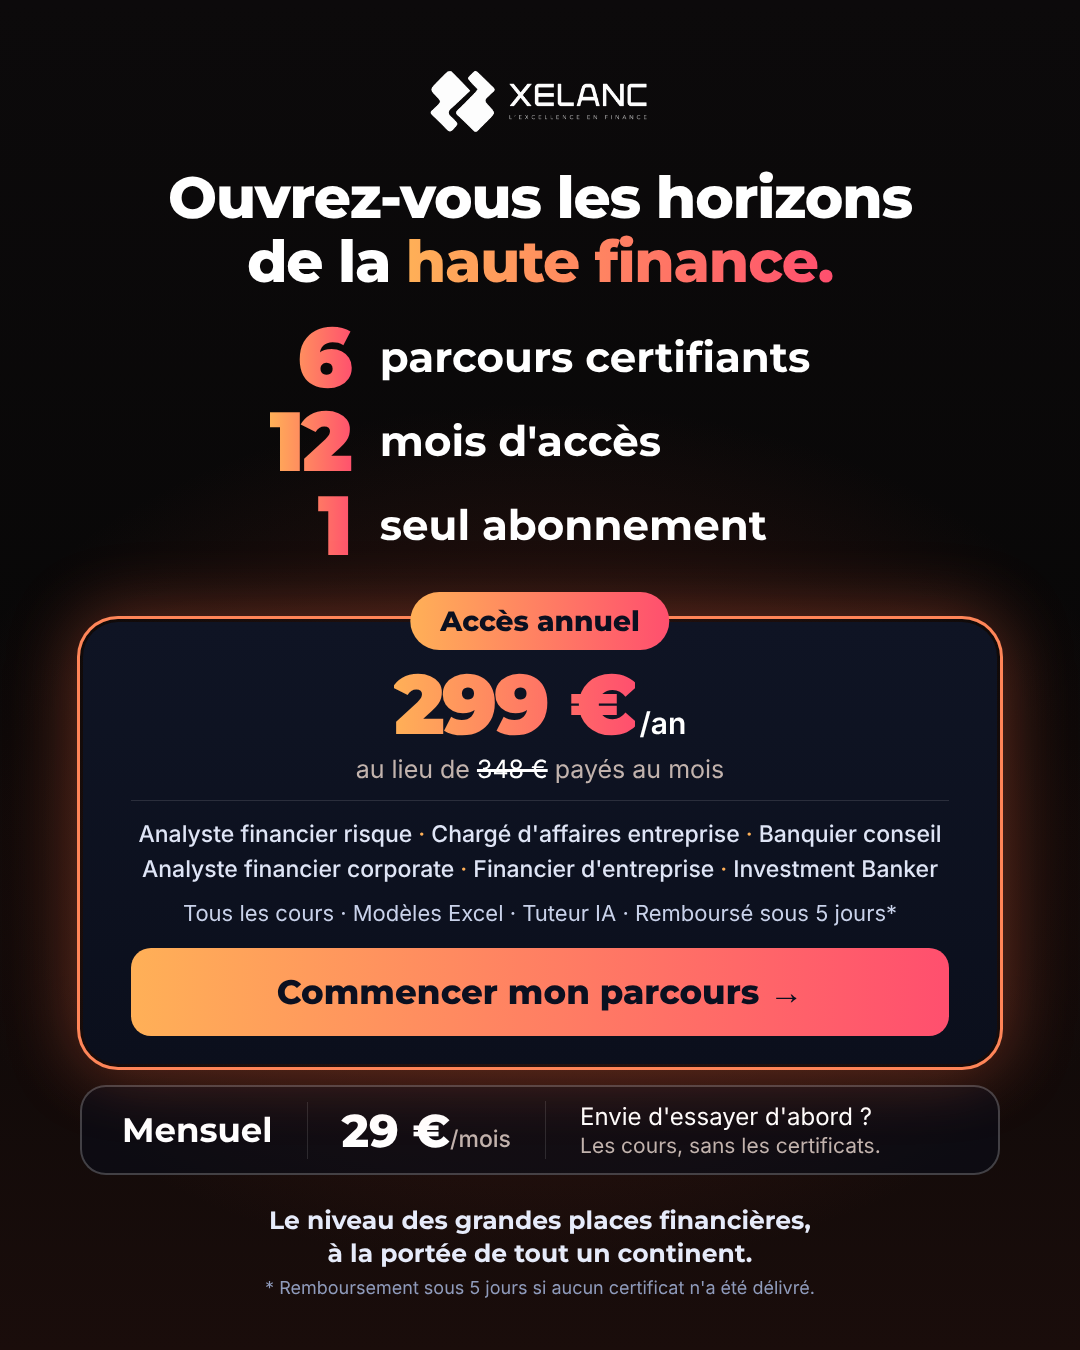 XELANC
L'EXCELLENCE EN FINANCE
Ouvrez-vous les horizons
de la haute finance.
6 parcours certifiants
12 mois d'accès
1 seul abonnement
Accès annuel
299 €/an
au lieu de 348 € payés au mois
Analyste financier risque · Chargé d'affaires entreprise · Banquier conseil
Analyste financier corporate · Financier d'entreprise · Investment Banker
Tous les cours · Modèles Excel · Tuteur IA · Remboursé sous 5 jours*
Commencer mon parcours →
Mensuel
29 €/mois
Envie d'essayer d'abord ?
Les cours, sans les certificats.
Le niveau des grandes places financières,
à la portée de tout un continent.
* Remboursement sous 5 jours si aucun certificat n'a été délivré.